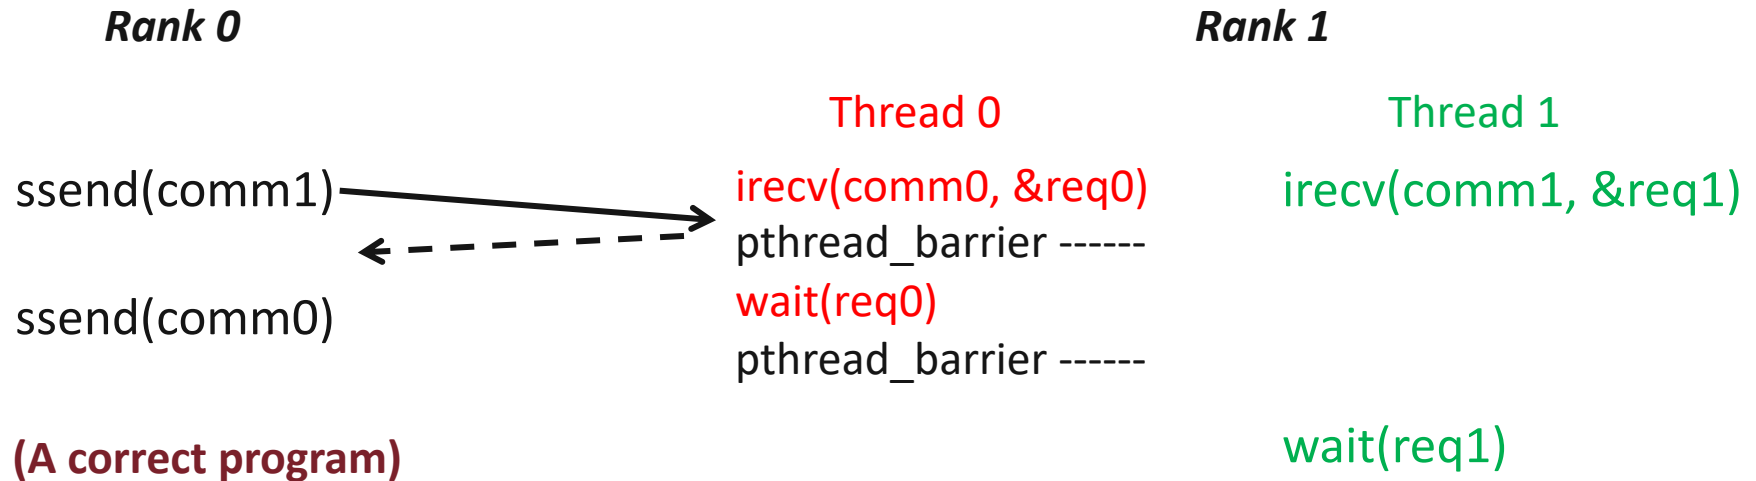 Rank 0
Rank 1
Thread 0
Thread 1
ssend(comm1)
irecv(comm0, &req0)
irecv(comm1, &req1)
pthread_barrier ------
ssend(comm0)
wait(req0)
pthread_barrier ------
(A correct program)
wait(req1)